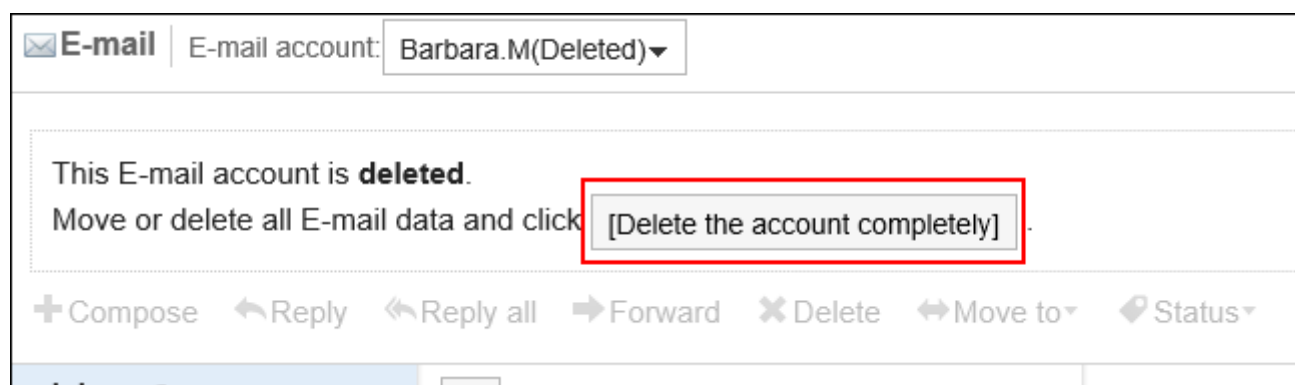 E-mail E-mail account: Barbara.M(Deleted)
This E-mail account is deleted.
Move or delete all E-mail data and click [Delete the account completely] .
Compose Reply Reply all Forward Delete Move to Status